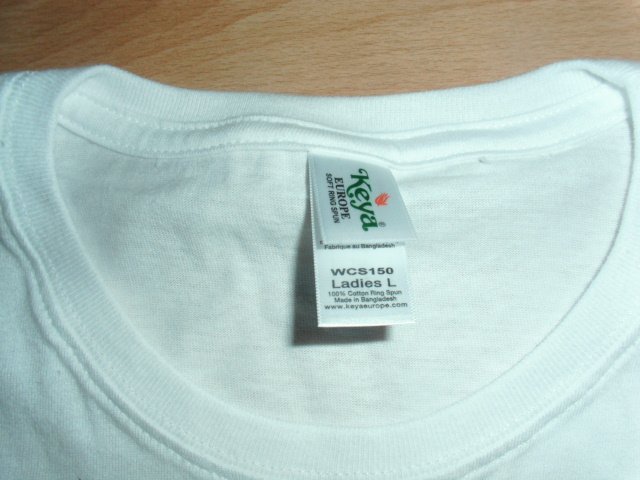 Keya®
EUROPE
SOFT RING SPUN
Fabriqué au Bangladesh
WCS150
Ladies L
100% Cotton Ring Spun
Made in Bangladesh
www.keyaeurope.com